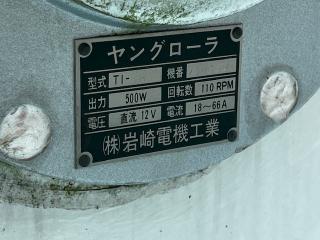 ヤングローラ
型式 TI- 機番
出力 500W 回転数 110 RPM
電圧 直流 12V 電流 18～66A
(株)岩崎電機工業